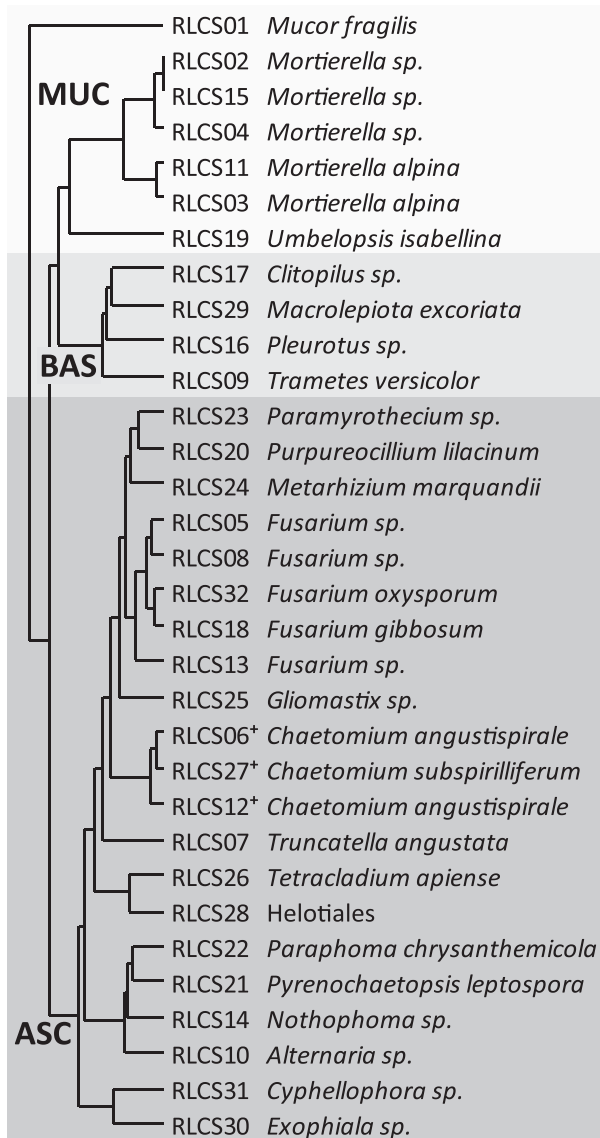 RLCS01 Mucor fragilis
RLCS02 Mortierella sp.
MUC
RLCS15 Mortierella sp.
RLCS04 Mortierella sp.
RLCS11 Mortierella alpina
RLCS03 Mortierella alpina
RLCS19 Umbelopsis isabellina
RLCS17 Clitopilus sp.
RLCS29 Macrolepiota excoriata
RLCS16 Pleurotus sp.
BAS
RLCS09 Trametes versicolor
RLCS23 Paramyrothecium sp.
RLCS20 Purpureocillium lilacinum
RLCS24 Metarhizium marquandii
RLCS05 Fusarium sp.
RLCS08 Fusarium sp.
RLCS32 Fusarium oxysporum
RLCS18 Fusarium gibbosum
RLCS13 Fusarium sp.
RLCS25 Gliomastix sp.
RLCS06⁺ Chaetomium angustispirale
RLCS27⁺ Chaetomium subspirilliferum
RLCS12⁺ Chaetomium angustispirale
RLCS07 Truncatella angustata
RLCS26 Tetracladium apiense
RLCS28 Helotiales
RLCS22 Paraphoma chrysanthemicola
RLCS21 Pyrenochaetopsis leptospora
RLCS14 Nothophoma sp.
ASC
RLCS10 Alternaria sp.
RLCS31 Cyphellophora sp.
RLCS30 Exophiala sp.